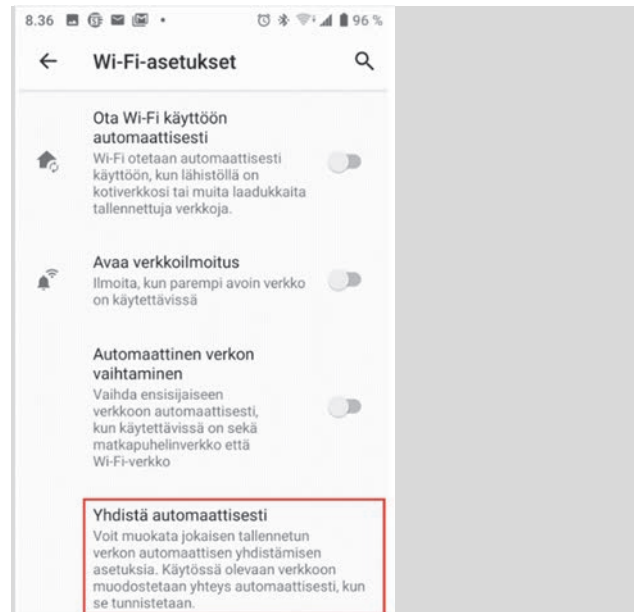 8.36 96 %
Wi-Fi-asetukset
Ota Wi-Fi käyttöön
automaattisesti
Wi-Fi otetaan automaattisesti
käyttöön, kun lähistöllä on
kotiverkkosi tai muita laadukkaita
tallennettuja verkkoja.
Avaa verkkoilmoitus
Ilmoita, kun parempi avoin verkko
on käytettävissä
Automaattinen verkon
vaihtaminen
Vaihda ensisijaiseen
verkkoon automaattisesti,
kun käytettävissä on sekä
matkapuhelinverkko että
Wi-Fi-verkko
Yhdistä automaattisesti
Voit muokata jokaisen tallennetun
verkon automaattisen yhdistämisen
asetuksia. Käytössä olevaan verkkoon
muodostetaan yhteys automaattisesti, kun
se tunnistetaan.